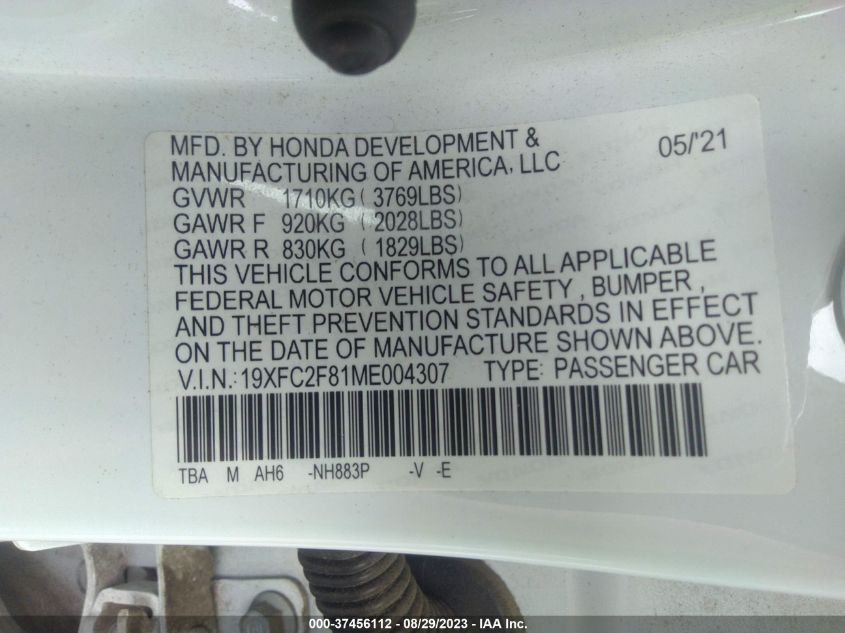 MFD. BY HONDA DEVELOPMENT & 05/'21
MANUFACTURING OF AMERICA, LLC
GVWR 1710KG ( 3769LBS)
GAWR F 920KG ( 2028LBS)
GAWR R 830KG ( 1829LBS)
THIS VEHICLE CONFORMS TO ALL APPLICABLE
FEDERAL MOTOR VEHICLE SAFETY , BUMPER ,
AND THEFT PREVENTION STANDARDS IN EFFECT
ON THE DATE OF MANUFACTURE SHOWN ABOVE.
V.I.N.: 19XFC2F81ME004307 TYPE: PASSENGER CAR
TBA M AH6 -NH883P -V -E
000-37456112 - 08/29/2023 - IAA Inc.